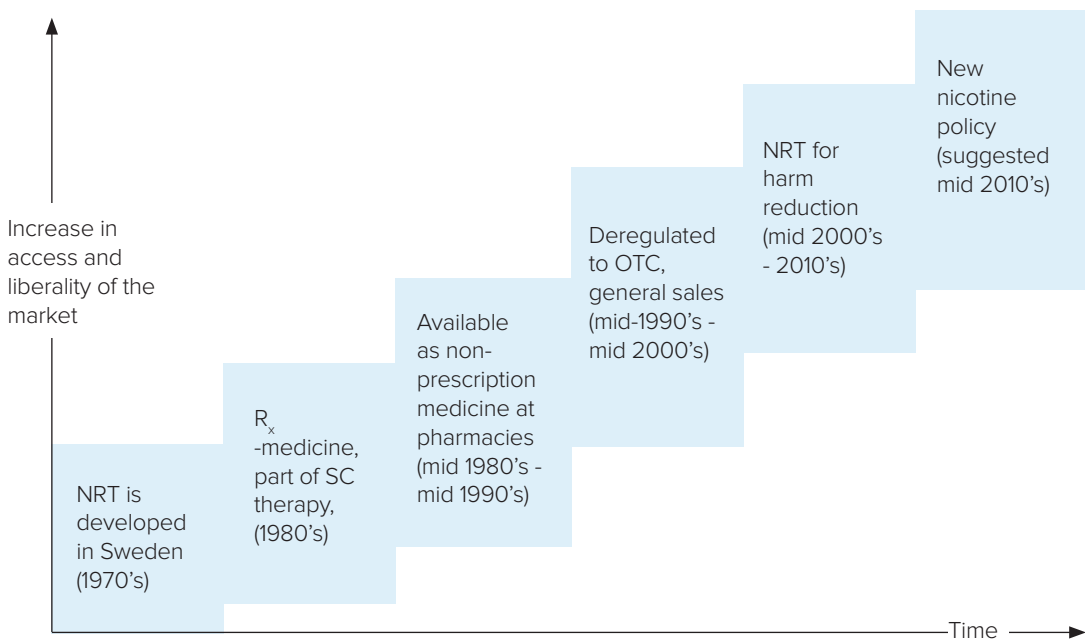 Increase in
access and
liberality of the
market
NRT is
developed
in Sweden
(1970's)
Rx
-medicine,
part of SC
therapy,
(1980's)
Available
as non-
prescription
medicine at
pharmacies
(mid 1980's -
mid 1990's)
Deregulated
to OTC,
general sales
(mid-1990's -
mid 2000's)
NRT for
harm
reduction
(mid 2000's
- 2010's)
New
nicotine
policy
(suggested
mid 2010's)
Time